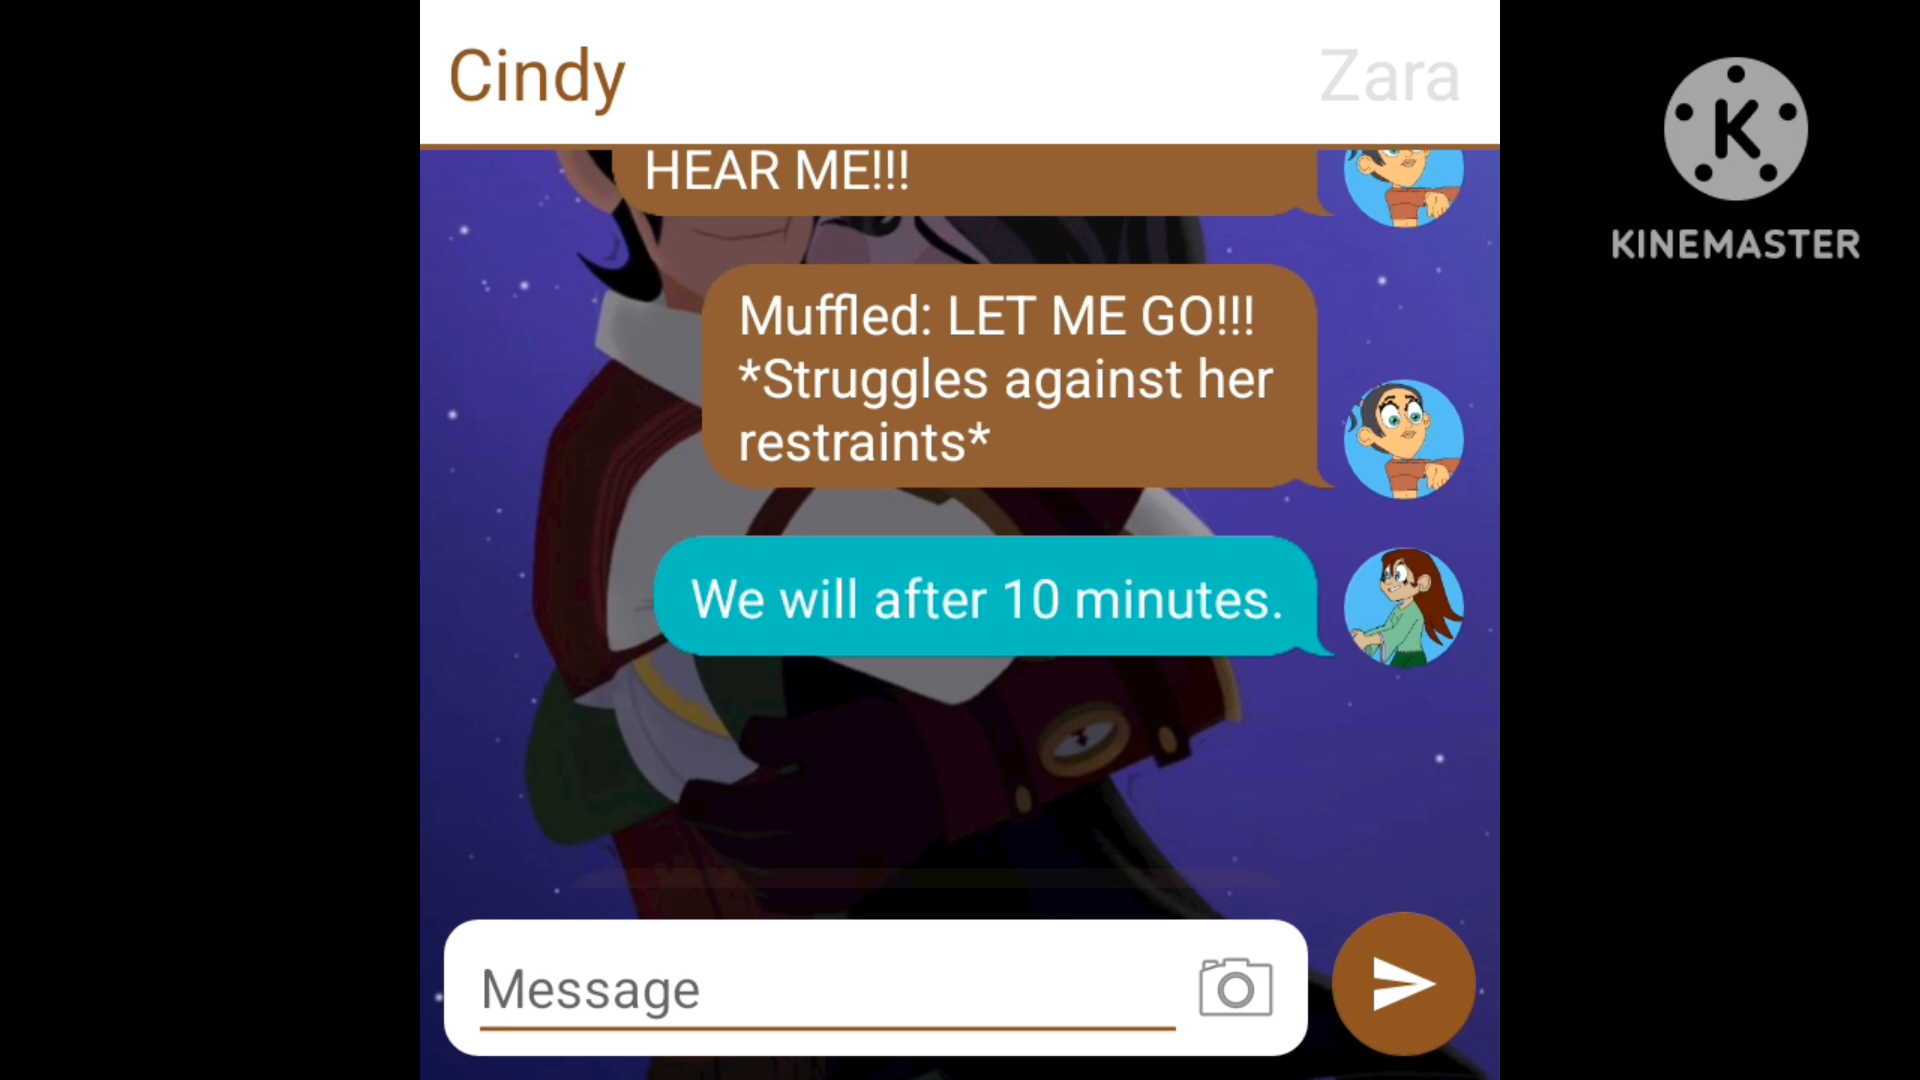 Cindy
Zara
K
KINEMASTER
HEAR ME!!!
Muffled: LET ME GO!!!
*Struggles against her
restraints*
We will after 10 minutes.
Message